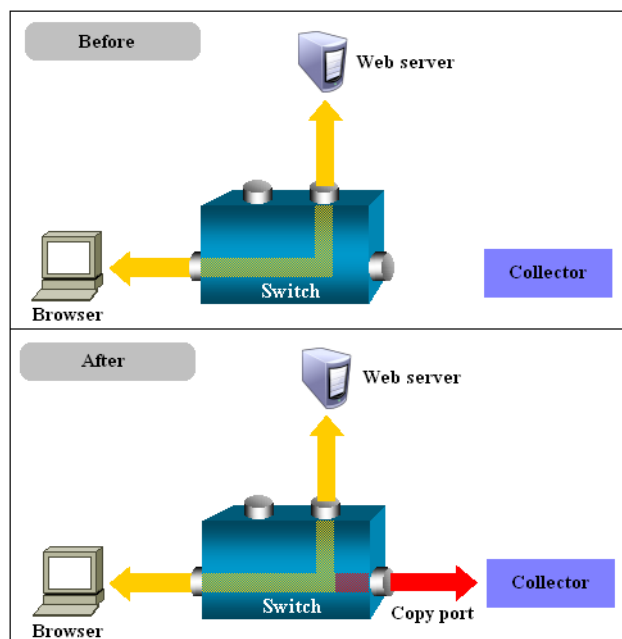 Before
Web server
Collector
Switch
Browser
After
Web server
Collector
Switch
Copy port
Browser